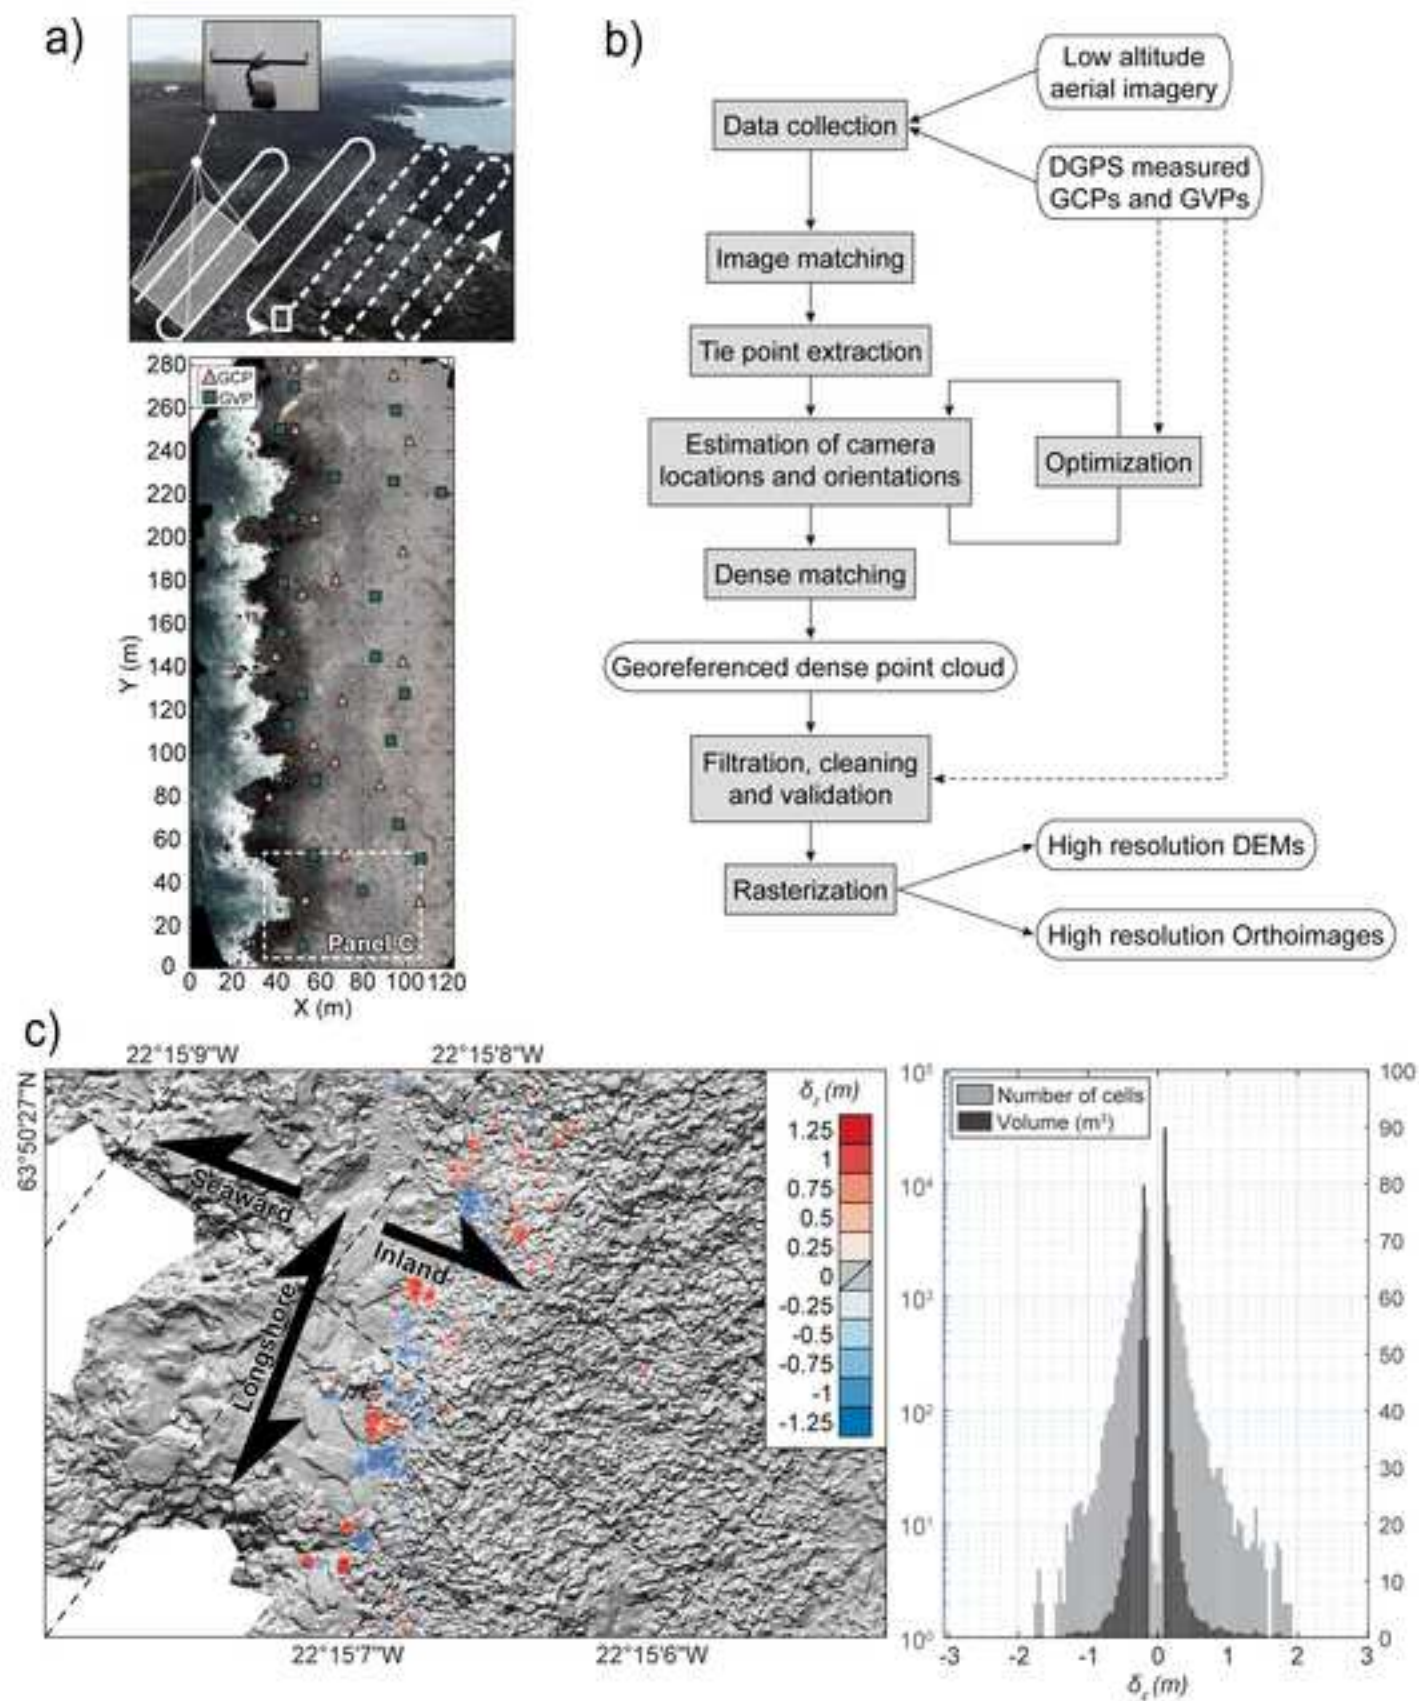 a)
280
260
240
220
200
180
160
140
120
100
80
60
40
20
0
Y (m)
GCP
GVP
Panel C
0 20 40 60 80 100 120
X (m)
b)
Low altitude
aerial imagery
Data collection
DGPS measured
GCPs and GVPs
Image matching
Tie point extraction
Estimation of camera
locations and orientations
Optimization
Dense matching
Georeferenced dense point cloud
Filtration, cleaning
and validation
Rasterization
High resolution DEMs
High resolution Orthoimages
c)
22°15'9"W 22°15'8"W
63°50'27"N
Seaward
Inland
Longshore
δz (m)
1.25
1
0.75
0.5
0.25
0
-0.25
-0.5
-0.75
-1
-1.25
22°15'7"W 22°15'6"W
Number of cells
Volume (m³)
10⁵
10⁴
10³
10²
10¹
10⁰
100
90
80
70
60
50
40
30
20
10
0
-3 -2 -1 0 1 2 3
δz (m)